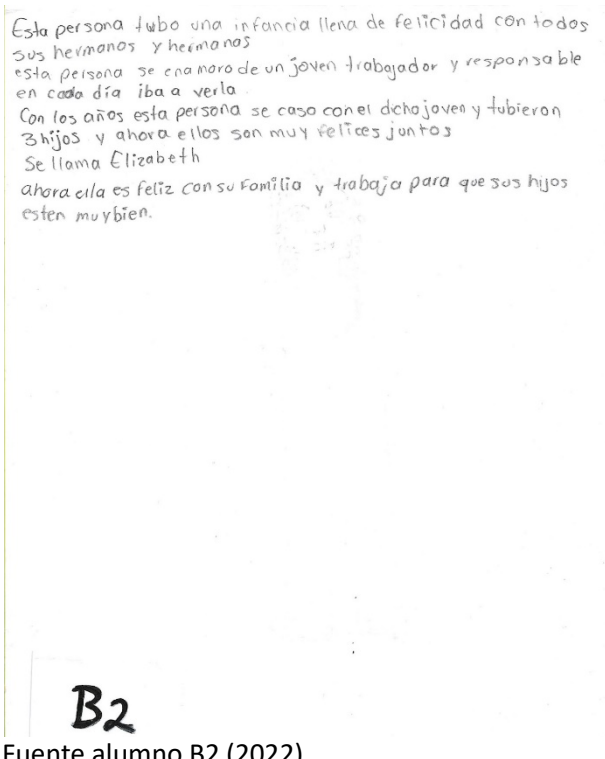 Esta persona tubo una infancia llena de felicidad con todos
sus hermanos y hermanas
esta persona se enamoro de un joven trabajador y responsable
en cada día iba a verla
Con los años esta persona se caso con el dicho joven y tubieron
3 hijos y ahora ellos son muy felices juntos
Se llama Elizabeth
ahora ella es feliz con su Familia y trabaja para que sus hijos
esten muy bien.
B2
Fuente alumno B2 (2022)